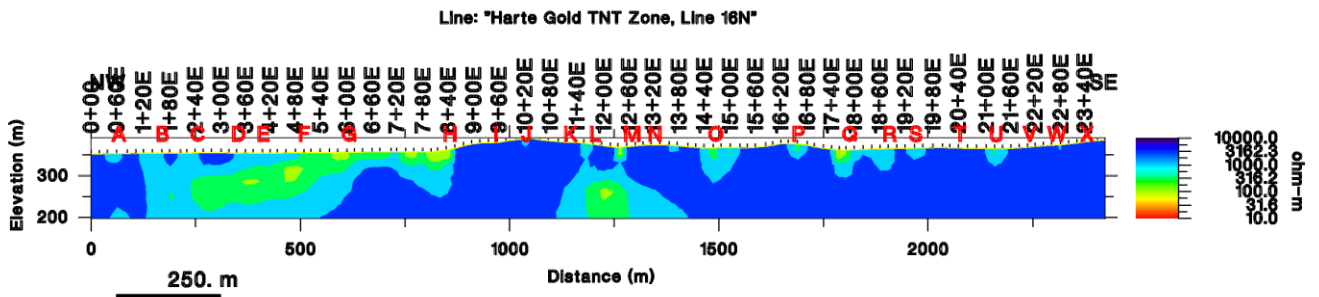 Line: "Harte Gold TNT Zone, Line 16N"
NW
SE
0+00 0+60E 1+20E 1+80E 2+40E 3+00E 3+60E 4+20E 4+80E 5+40E 6+00E 6+60E 7+20E 7+80E 8+40E 9+00E 9+60E 10+20E 10+80E 11+40E 12+00E 12+60E 13+20E 13+80E 14+40E 15+00E 15+60E 16+20E 16+80E 17+40E 18+00E 18+60E 19+20E 19+80E 20+40E 21+00E 21+60E 22+20E 22+80E 23+40E
A B C D E F G H I J K L M N O P Q R S T U V W X
Elevation (m)
300
200
0 500 1000 1500 2000
Distance (m)
250. m
10000.0
3162.3
1000.0
316.2
100.0
31.6
10.0
ohm-m